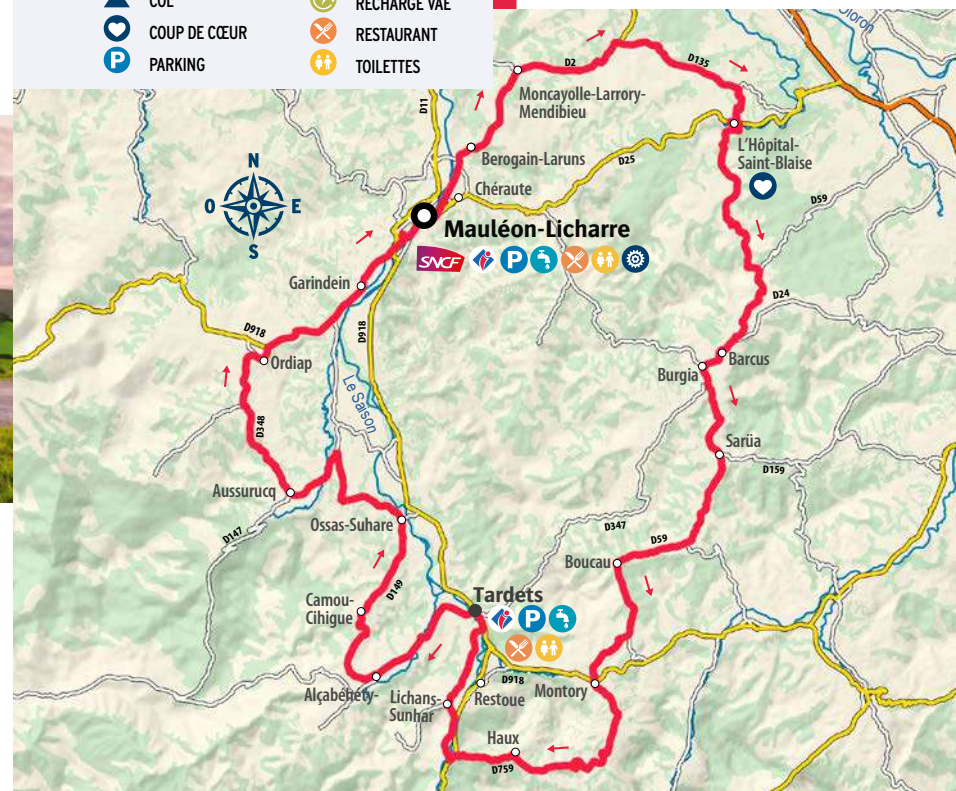 COL
COUP DE CŒUR
P PARKING
RECHARGE VAE
RESTAURANT
TOILETTES
Oloron
D2
D135
D11
Moncayolle-Larrory-
Mendibieu
Berogain-Laruns
D25
L'Hôpital-
Saint-Blaise
Chéraute
D59
N
O E
S
Mauléon-Licharre
SNCF P
Garindein
D24
D918
D918
Ordiap
Barcus
Burgia
Le Saison
D348
Sarüa
D159
Aussurucq
Ossas-Suhare
D147
D347
D59
Boucau
D149
Tardets
P
Camou-
Cihigue
Alçabéhéty-
Lichans-
Sunhar
D918
Restoue
Montory
Haux
D759